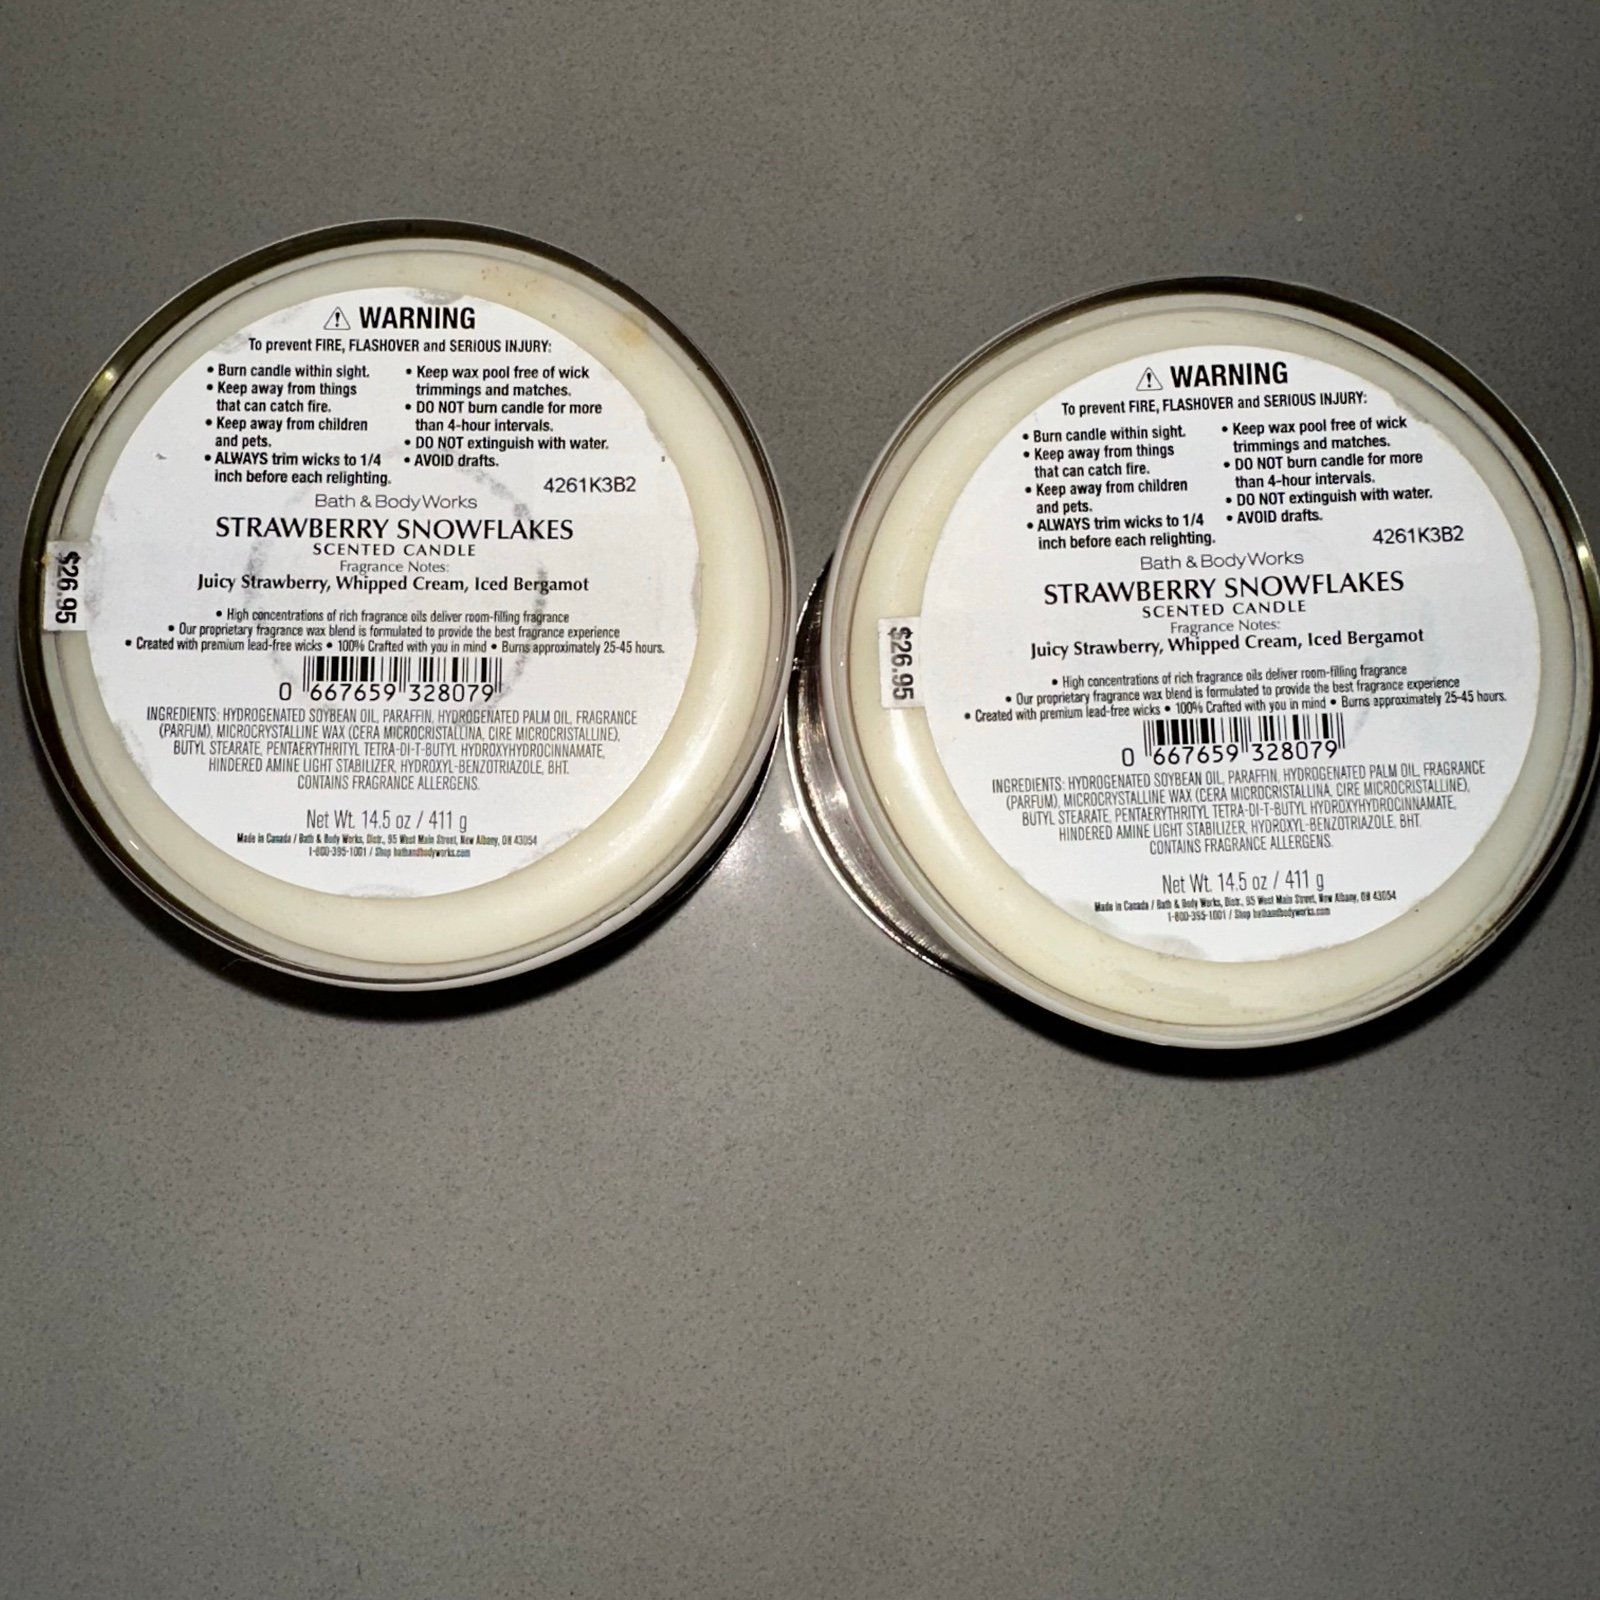 ⚠ WARNING
To prevent FIRE, FLASHOVER and SERIOUS INJURY:
• Burn candle within sight.
• Keep away from things
that can catch fire.
• Keep away from children
and pets.
• ALWAYS trim wicks to 1/4
inch before each relighting.
• Keep wax pool free of wick
trimmings and matches.
• DO NOT burn candle for more
than 4-hour intervals.
• DO NOT extinguish with water.
• AVOID drafts.
4261K3B2
Bath & Body Works
STRAWBERRY SNOWFLAKES
SCENTED CANDLE
Fragrance Notes:
Juicy Strawberry, Whipped Cream, Iced Bergamot
• High concentrations of rich fragrance oils deliver room-filling fragrance
• Our proprietary fragrance wax blend is formulated to provide the best fragrance experience
• Created with premium lead-free wicks • 100% Crafted with you in mind • Burns approximately 25-45 hours.
0 667659 328079
INGREDIENTS: HYDROGENATED SOYBEAN OIL, PARAFFIN, HYDROGENATED PALM OIL, FRAGRANCE
(PARFUM), MICROCRYSTALLINE WAX (CERA MICROCRISTALLINA, CIRE MICROCRISTALLINE),
BUTYL STEARATE, PENTAERYTHRITYL TETRA-DI-T-BUTYL HYDROXYHYDROCINNAMATE,
HINDERED AMINE LIGHT STABILIZER, HYDROXYL-BENZOTRIAZOLE, BHT.
CONTAINS FRAGRANCE ALLERGENS.
Net Wt. 14.5 oz / 411 g
Made in Canada / Bath & Body Works, Distr., 95 West Main Street, New Albany, OH 43054
1-800-395-1001 / Shop bathandbodyworks.com
$26.95
⚠ WARNING
To prevent FIRE, FLASHOVER and SERIOUS INJURY:
• Burn candle within sight.
• Keep away from things
that can catch fire.
• Keep away from children
and pets.
• ALWAYS trim wicks to 1/4
inch before each relighting.
• Keep wax pool free of wick
trimmings and matches.
• DO NOT burn candle for more
than 4-hour intervals.
• DO NOT extinguish with water.
• AVOID drafts.
4261K3B2
Bath & Body Works
STRAWBERRY SNOWFLAKES
SCENTED CANDLE
Fragrance Notes:
Juicy Strawberry, Whipped Cream, Iced Bergamot
• High concentrations of rich fragrance oils deliver room-filling fragrance
• Our proprietary fragrance wax blend is formulated to provide the best fragrance experience
• Created with premium lead-free wicks • 100% Crafted with you in mind • Burns approximately 25-45 hours.
0 667659 328079
INGREDIENTS: HYDROGENATED SOYBEAN OIL, PARAFFIN, HYDROGENATED PALM OIL, FRAGRANCE
(PARFUM), MICROCRYSTALLINE WAX (CERA MICROCRISTALLINA, CIRE MICROCRISTALLINE),
BUTYL STEARATE, PENTAERYTHRITYL TETRA-DI-T-BUTYL HYDROXYHYDROCINNAMATE,
HINDERED AMINE LIGHT STABILIZER, HYDROXYL-BENZOTRIAZOLE, BHT.
CONTAINS FRAGRANCE ALLERGENS.
Net Wt. 14.5 oz / 411 g
Made in Canada / Bath & Body Works, Distr., 95 West Main Street, New Albany, OH 43054
1-800-395-1001 / Shop bathandbodyworks.com
$26.95